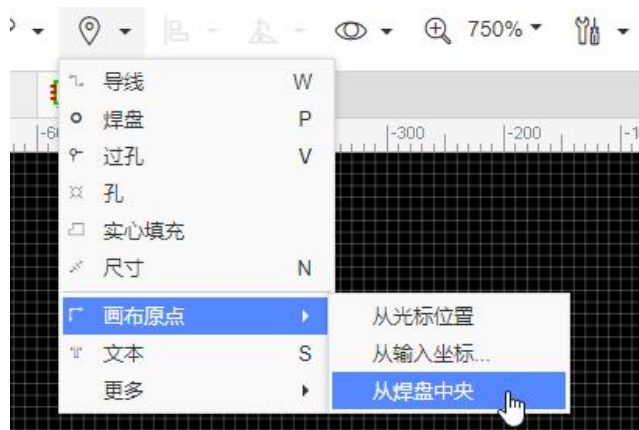 750%
导线 W
焊盘 P
过孔 V
孔
实心填充
尺寸 N
画布原点
文本 S
更多
从光标位置
从输入坐标...
从焊盘中央
-300 -200